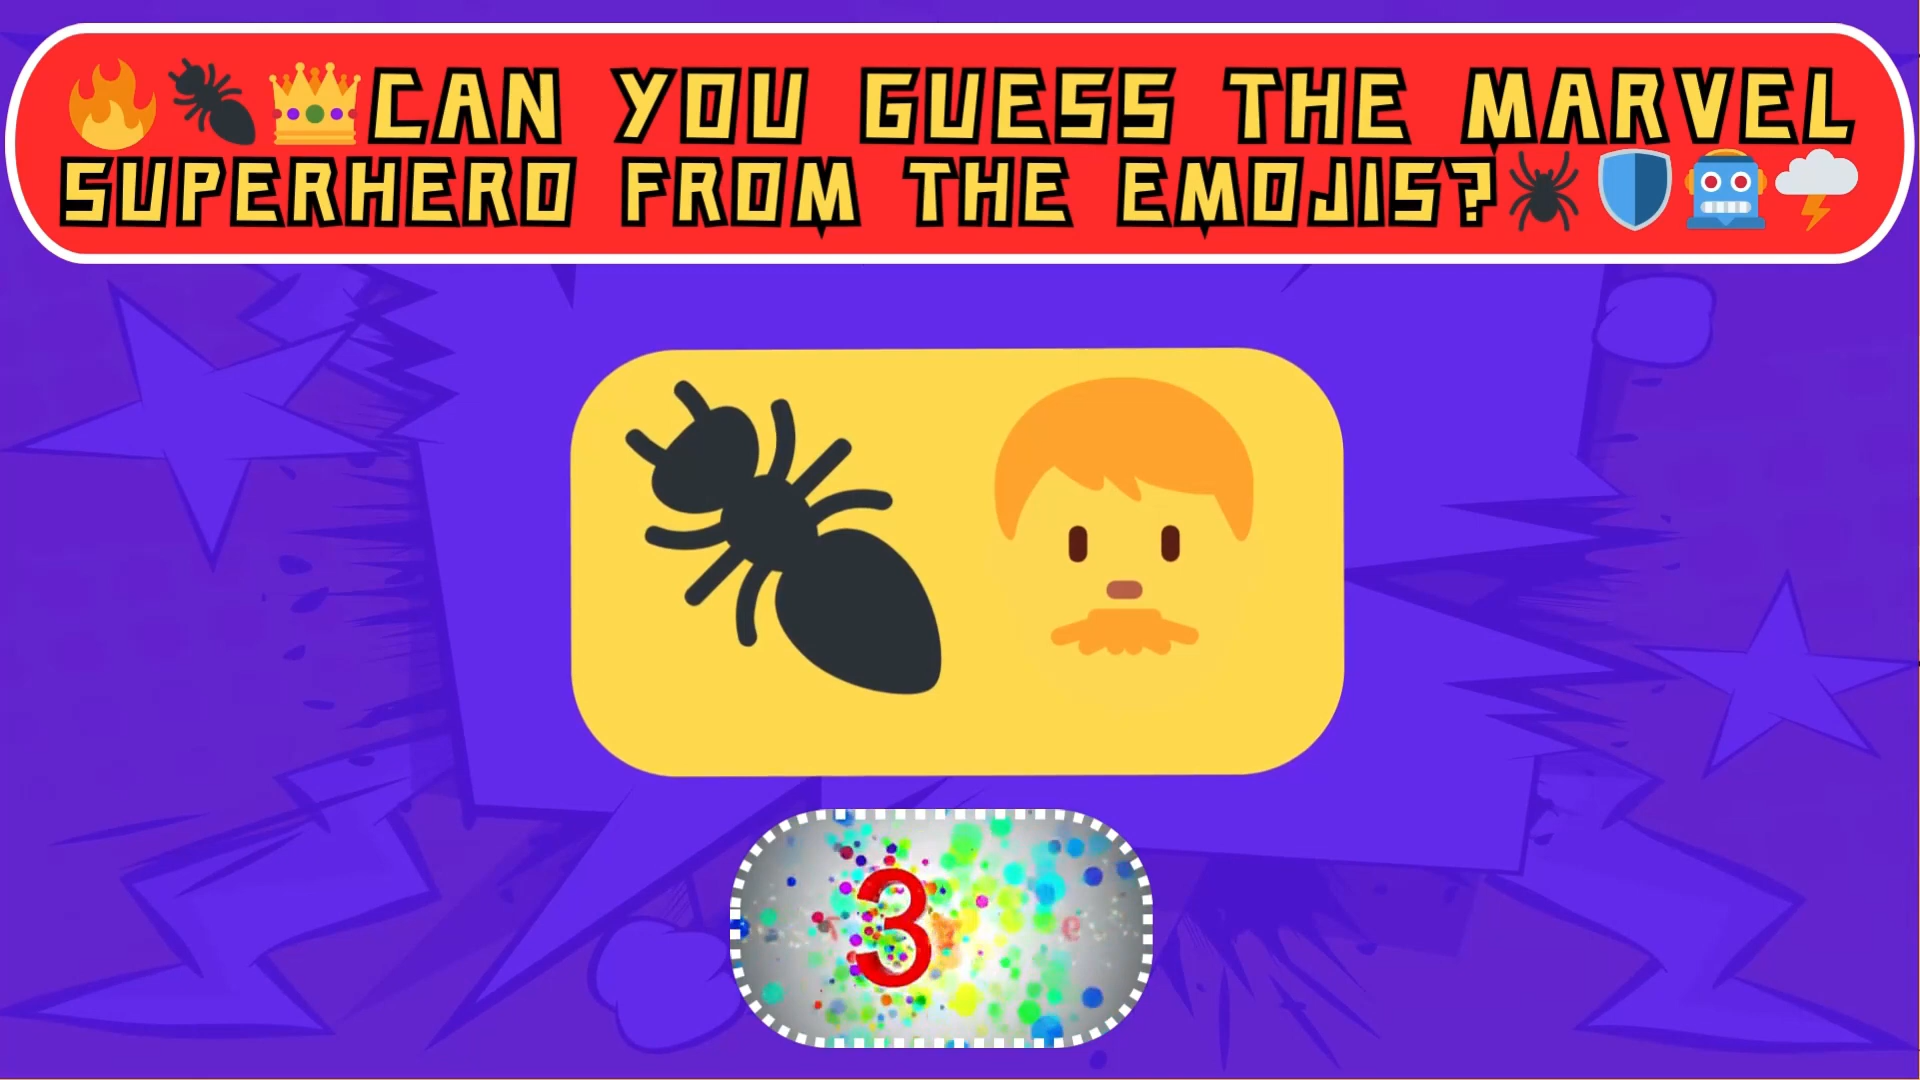 CAN YOU GUESS THE MARVEL
SUPERHERO FROM THE EMOJIS?
3